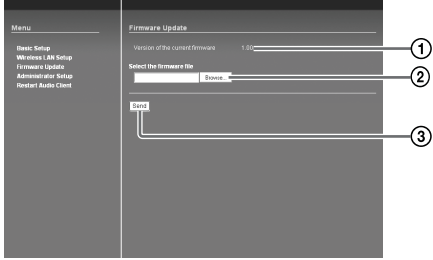 Menu
Basic Setup
Wireless LAN Setup
Firmware Update
Administrator Setup
Restart Audio Client
Firmware Update
Version of the current firmware 1.00
Select the firmware file
Browse...
Send
1
2
3